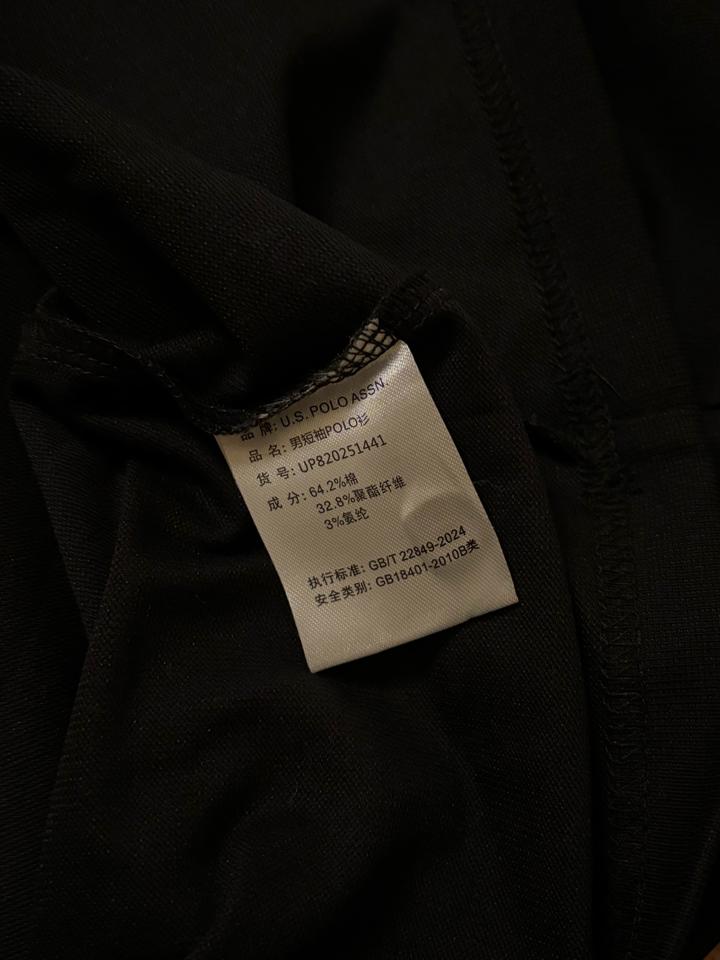 品 牌: U.S. POLO ASSN.
品 名: 男短袖POLO衫
货 号: UP820251441
成 分: 64.2%棉
32.8%聚酯纤维
3%氨纶
执行标准: GB/T 22849-2024
安全类别: GB18401-2010B类